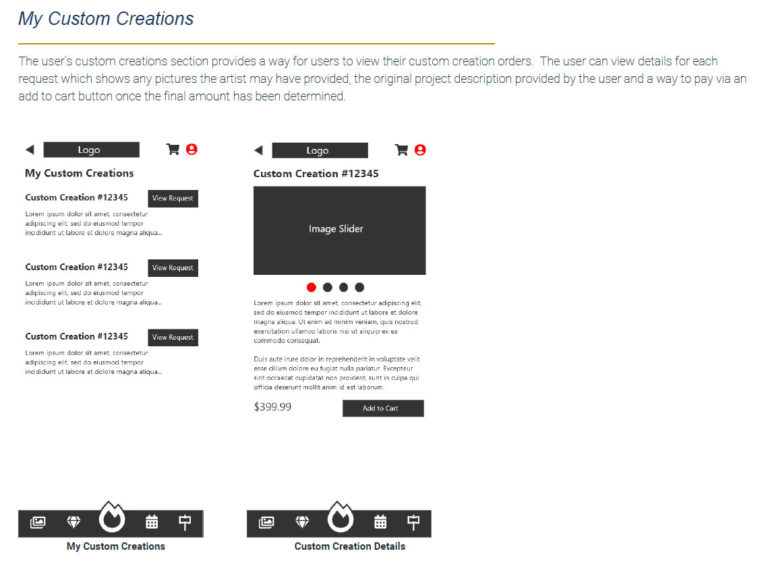 My Custom Creations
The user's custom creations section provides a way for users to view their custom creation orders.  The user can view details for each
request which shows any pictures the artist may have provided, the original project description provided by the user and a way to pay via an
add to cart button once the final amount has been determined.
Logo
My Custom Creations
Custom Creation #12345
View Request
Lorem ipsum dolor sit amet, consectetur
adipiscing elit, sed do eiusmod tempor
incididunt ut labore et dolore magna aliqua...
Custom Creation #12345
View Request
Lorem ipsum dolor sit amet, consectetur
adipiscing elit, sed do eiusmod tempor
incididunt ut labore et dolore magna aliqua...
Custom Creation #12345
View Request
Lorem ipsum dolor sit amet, consectetur
adipiscing elit, sed do eiusmod tempor
incididunt ut labore et dolore magna aliqua...
My Custom Creations
Logo
Custom Creation #12345
Image Slider
Lorem ipsum dolor sit amet, consectetur adipiscing elit,
sed do eiusmod tempor incididunt ut labore et dolore
magna aliqua. Ut enim ad minim veniam, quis nostrud
exercitation ullamco laboris nisi ut aliquip ex ea
commodo consequat.
Duis aute irure dolor in reprehenderit in voluptate velit
esse cillum dolore eu fugiat nulla pariatur. Excepteur
sint occaecat cupidatat non proident, sunt in culpa qui
officia deserunt mollit anim id est laborum.
$399.99
Add to Cart
Custom Creation Details